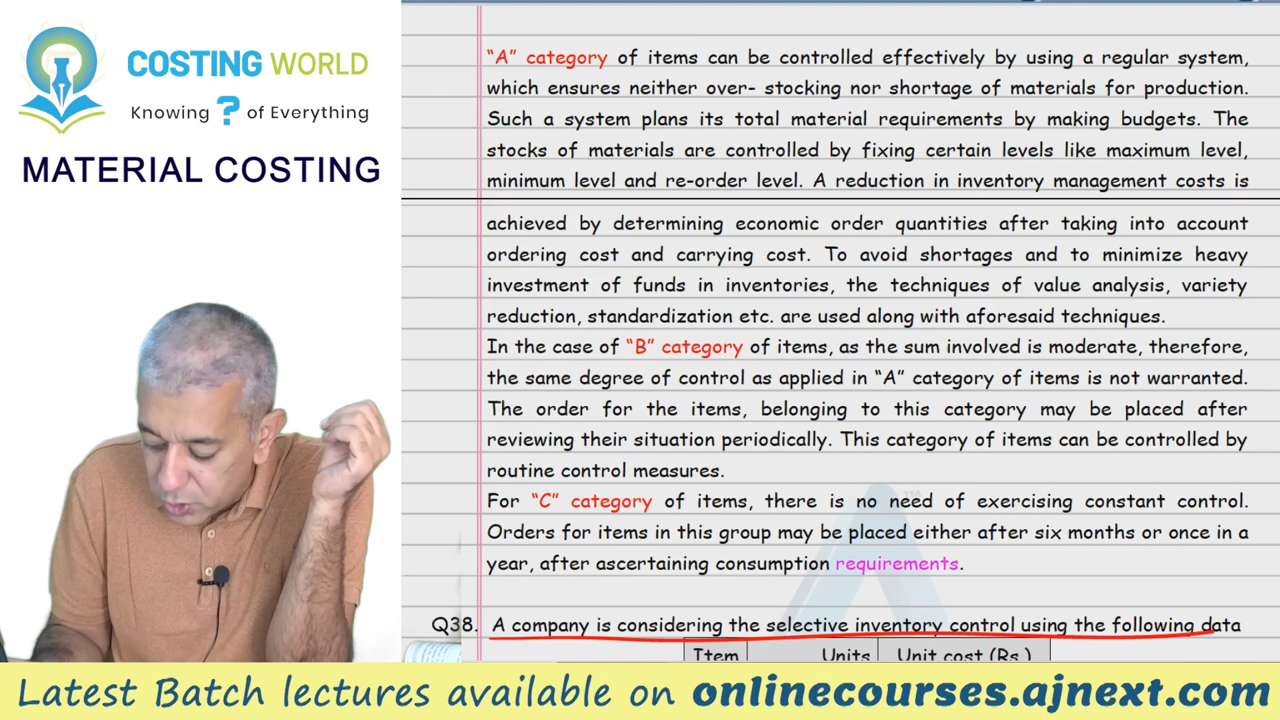 COSTING WORLD
Knowing ? of Everything
MATERIAL COSTING
“A” category of items can be controlled effectively by using a regular system,
which ensures neither over- stocking nor shortage of materials for production.
Such a system plans its total material requirements by making budgets. The
stocks of materials are controlled by fixing certain levels like maximum level,
minimum level and re-order level. A reduction in inventory management costs is
achieved by determining economic order quantities after taking into account
ordering cost and carrying cost. To avoid shortages and to minimize heavy
investment of funds in inventories, the techniques of value analysis, variety
reduction, standardization etc. are used along with aforesaid techniques.
In the case of “B” category of items, as the sum involved is moderate, therefore,
the same degree of control as applied in “A” category of items is not warranted.
The order for the items, belonging to this category may be placed after
reviewing their situation periodically. This category of items can be controlled by
routine control measures.
For “C” category of items, there is no need of exercising constant control.
Orders for items in this group may be placed either after six months or once in a
year, after ascertaining consumption requirements.
Q38. A company is considering the selective inventory control using the following data
Item Units Unit cost (Rs.)
Latest Batch lectures available on onlinecourses.ajnext.com